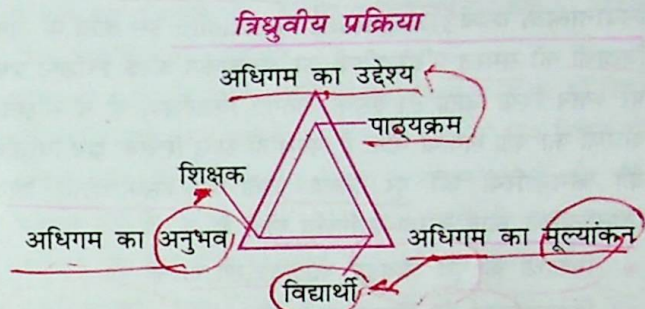 त्रिध्रुवीय प्रक्रिया
अधिगम का उद्देश्य
पाठ्यक्रम
शिक्षक
अधिगम का अनुभव
अधिगम का मूल्यांकन
विद्यार्थी